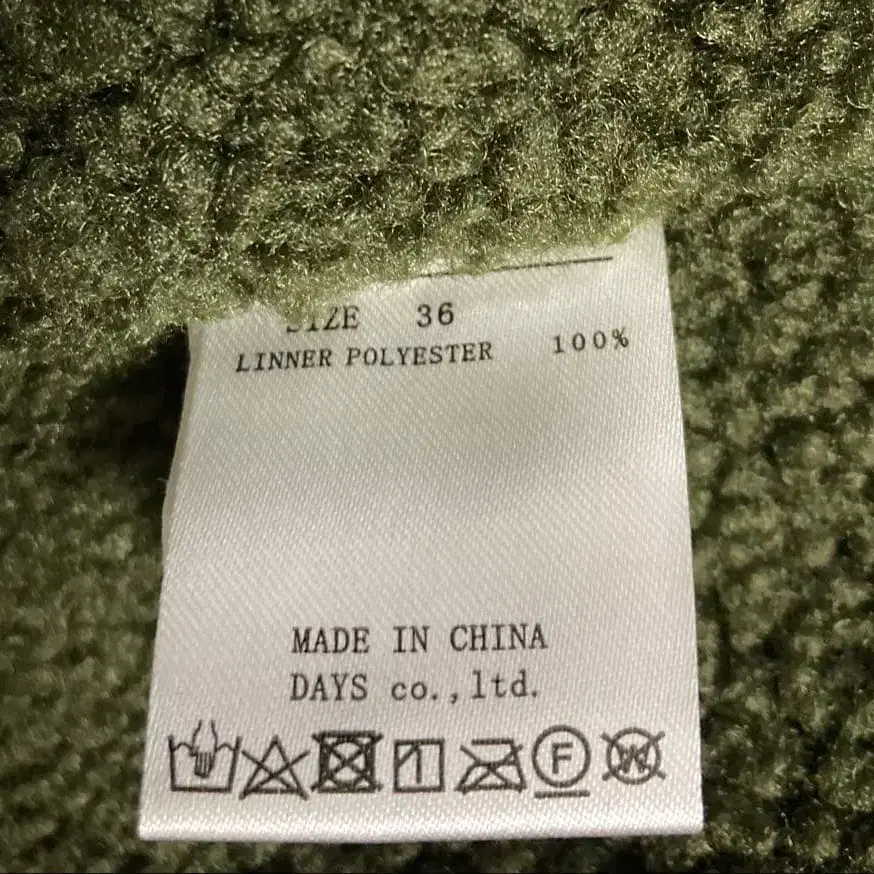 SIZE 36
LINNER POLYESTER 100%
MADE IN CHINA
DAYS co.,ltd.
F W